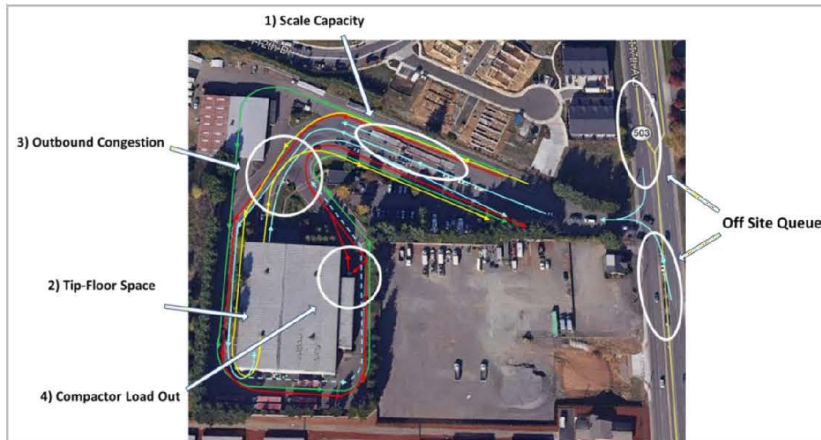 1) Scale Capacity
503
3) Outbound Congestion
Off Site Queue
2) Tip-Floor Space
4) Compactor Load Out